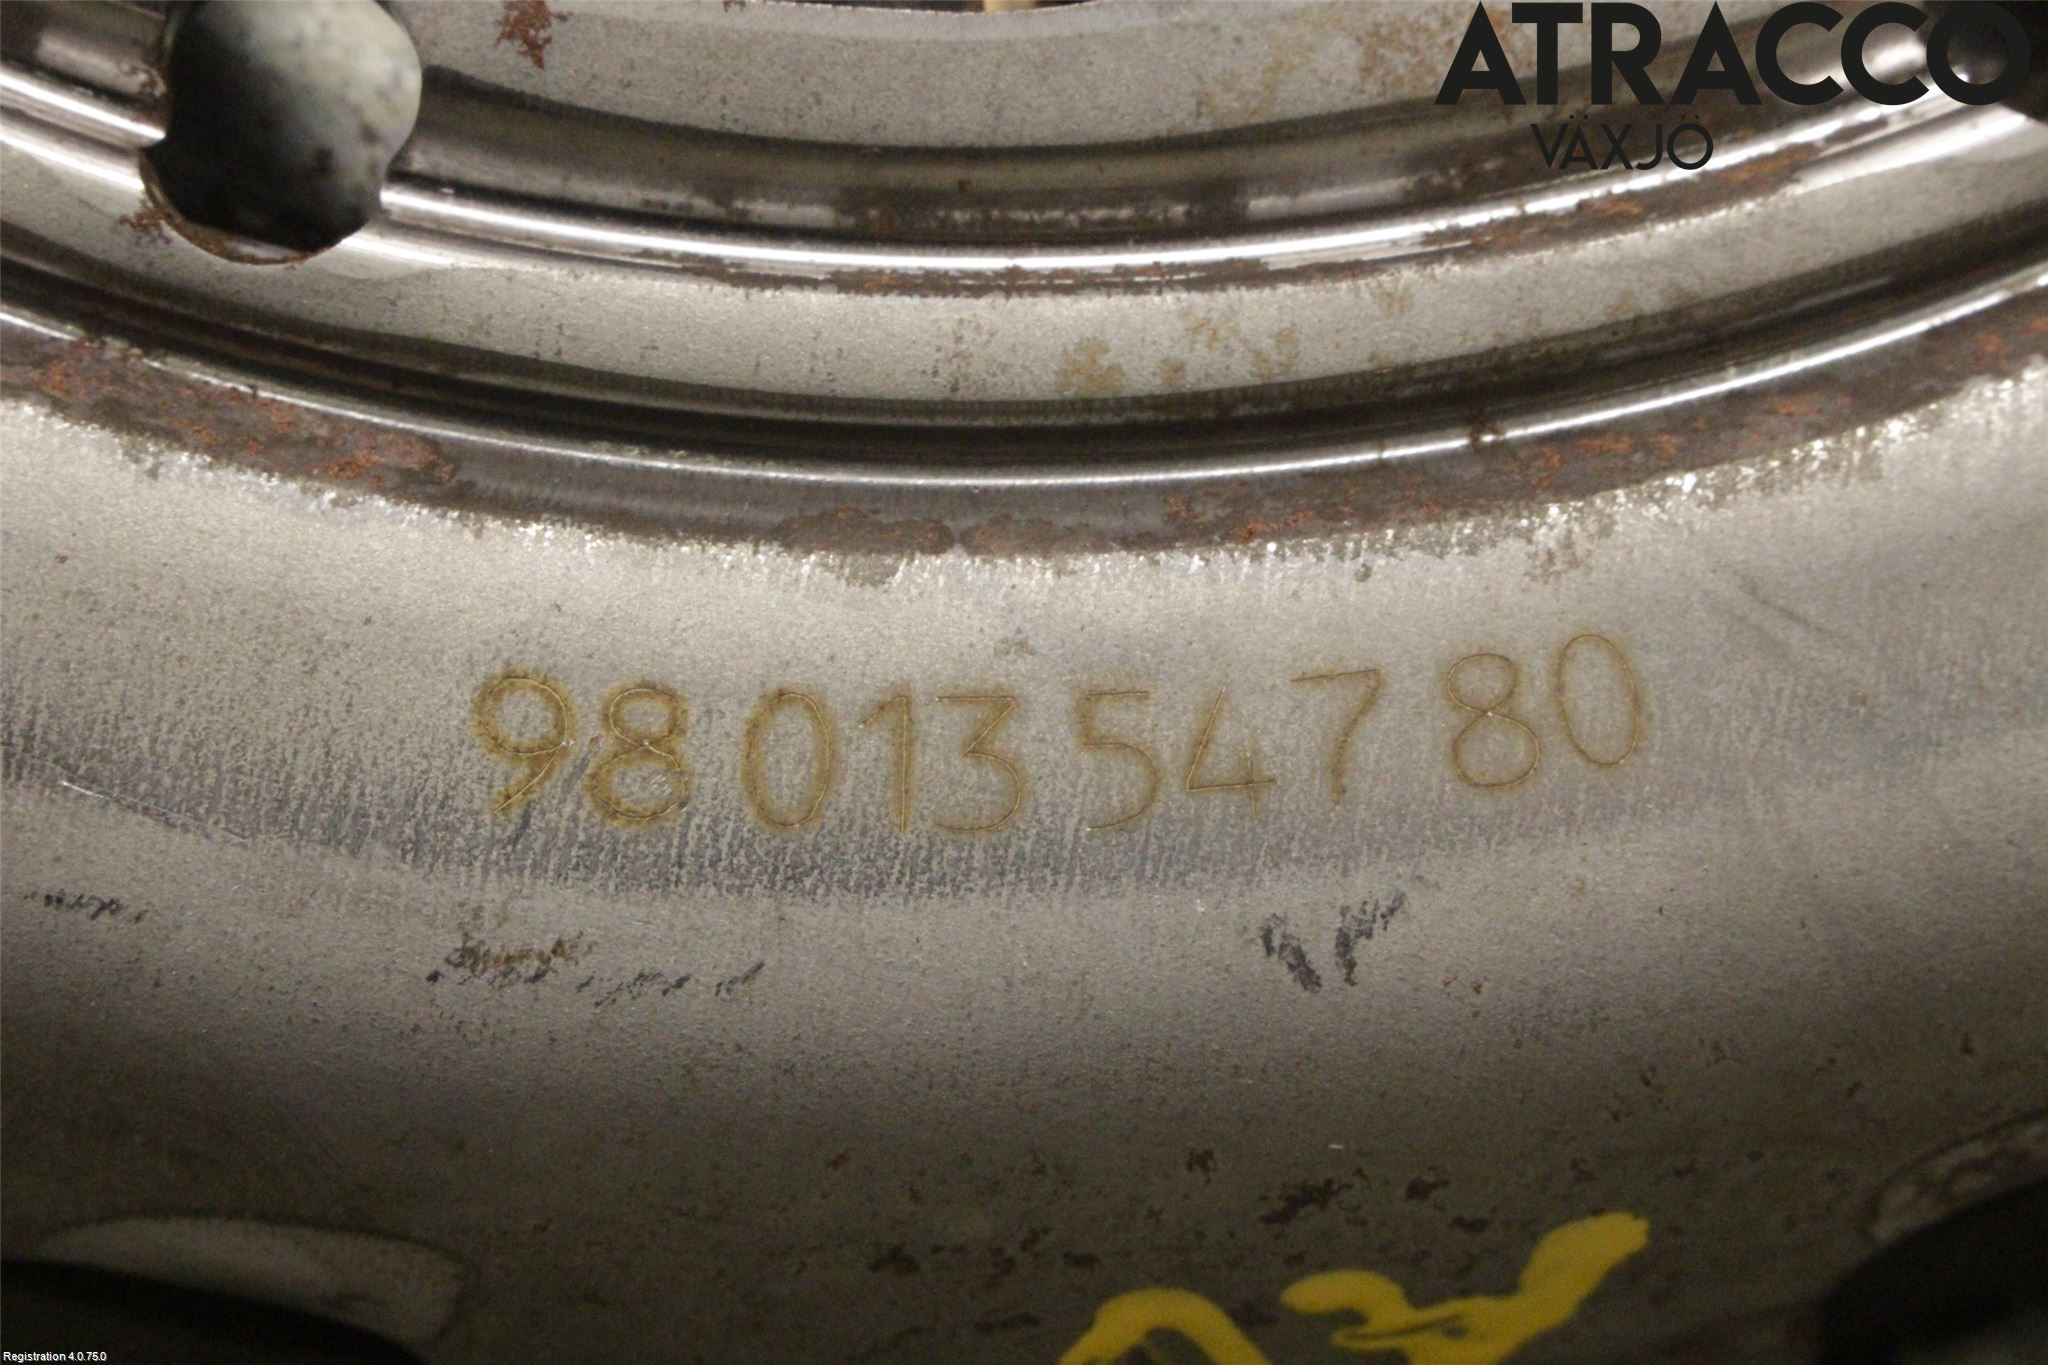 ATRACCO
VÄXJÖ
9801354780
Registration 4.0.75.0